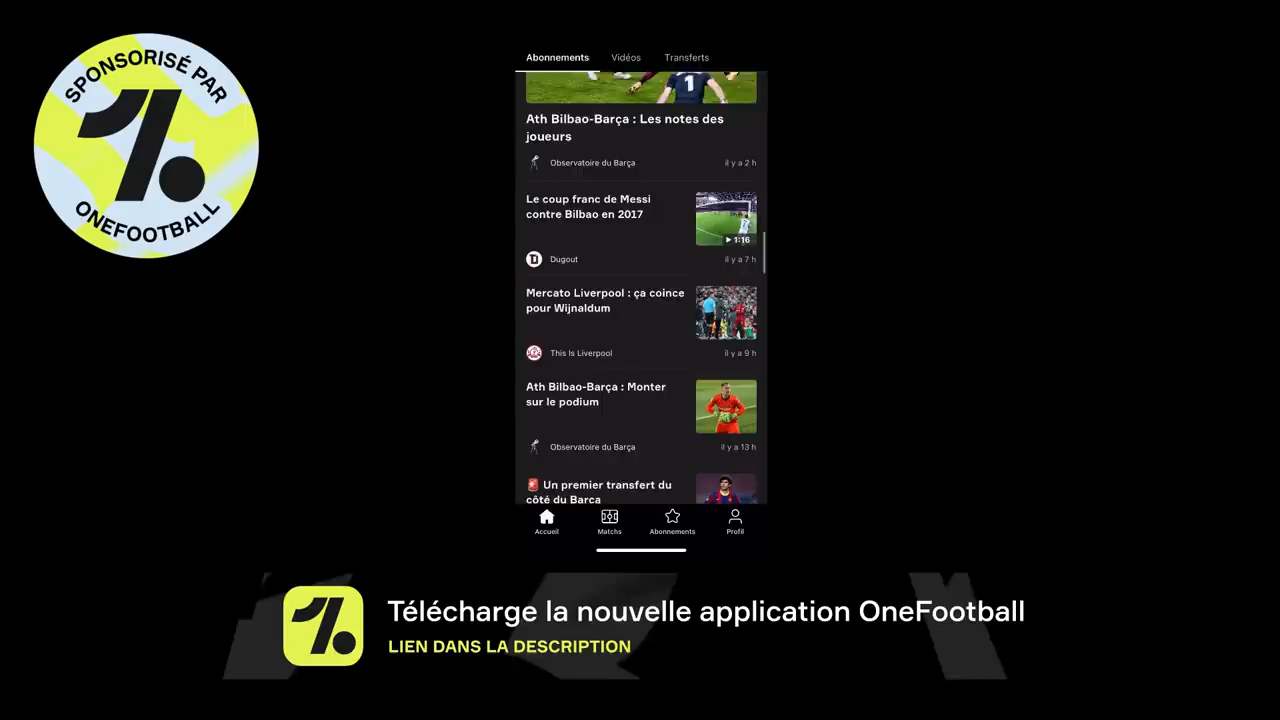 SPONSORISÉ PAR
ONEFOOTBALL
Abonnements Vidéos Transferts
1
Ath Bilbao-Barça : Les notes des
joueurs
Observatoire du Barça il y a 2 h
Le coup franc de Messi
contre Bilbao en 2017
1:16
Dugout il y a 7 h
Mercato Liverpool : ça coince
pour Wijnaldum
This Is Liverpool il y a 9 h
Ath Bilbao-Barça : Monter
sur le podium
Observatoire du Barça il y a 13 h
🚨 Un premier transfert du
côté du Barça
Accueil Matchs Abonnements Profil
Télécharge la nouvelle application OneFootball
LIEN DANS LA DESCRIPTION